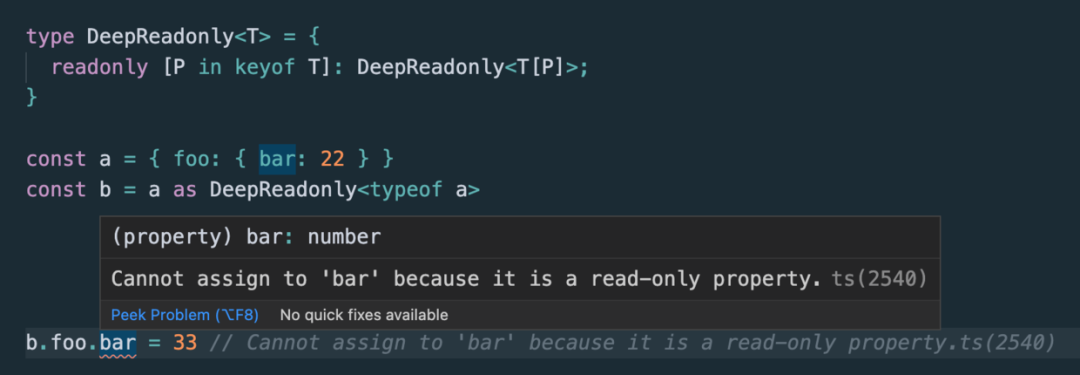 type DeepReadonly<T> = {
  readonly [P in keyof T]: DeepReadonly<T[P]>;
}
const a = { foo: { bar: 22 } }
const b = a as DeepReadonly<typeof a>
(property) bar: number
Cannot assign to 'bar' because it is a read-only property. ts(2540)
Peek Problem (⌥F8) No quick fixes available
b.foo.bar = 33 // Cannot assign to 'bar' because it is a read-only property.ts(2540)